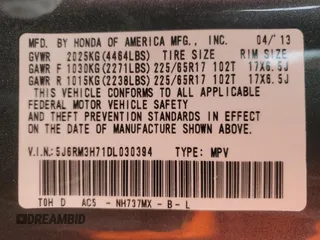 MFD. BY HONDA OF AMERICA MFG., INC. 04/13
GVWR 2025KG(4464LBS) TIRE SIZE RIM SIZE
GAWR F 1030KG(2271LBS)225/65R17 102T 17X6.5J
GAWR R 1015KG(2238LBS)225/65R17 102T 17X6.5J
THIS VEHICLE CONFORMS TO ALL APPLICABLE
FEDERAL MOTOR VEHICLE SAFETY
AND THEFT PREVENTION STANDARDS
IN EFFECT ON THE DATE OF MANUFACTURE
SHOWN ABOVE.
V.I.N.: 5J6RM3H71DL030394 TYPE: MPV
T0H D AC5 - NH737MX - B - L
DREAMBID